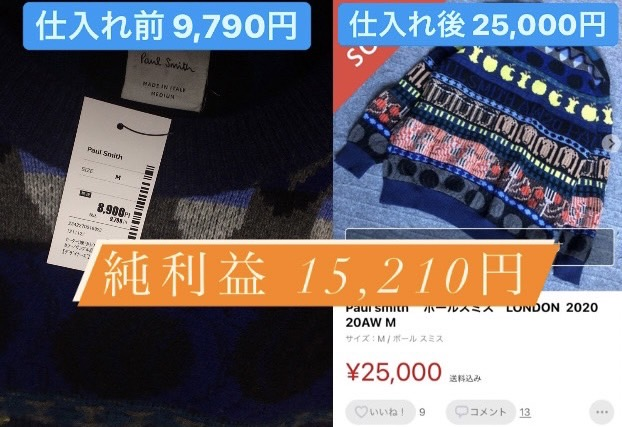 仕入れ前 9,790円
仕入れ後 25,000円
SO
Paul Smith
MADE IN ITALY
MEDIUM
Paul Smith
SIZE
M
8,900円
純利益 15,210円
Paul smith ポールスミス LONDON 2020
20AW M
サイズ：M / ポール スミス
¥25,000 送料込み
いいね！ 9
コメント 13